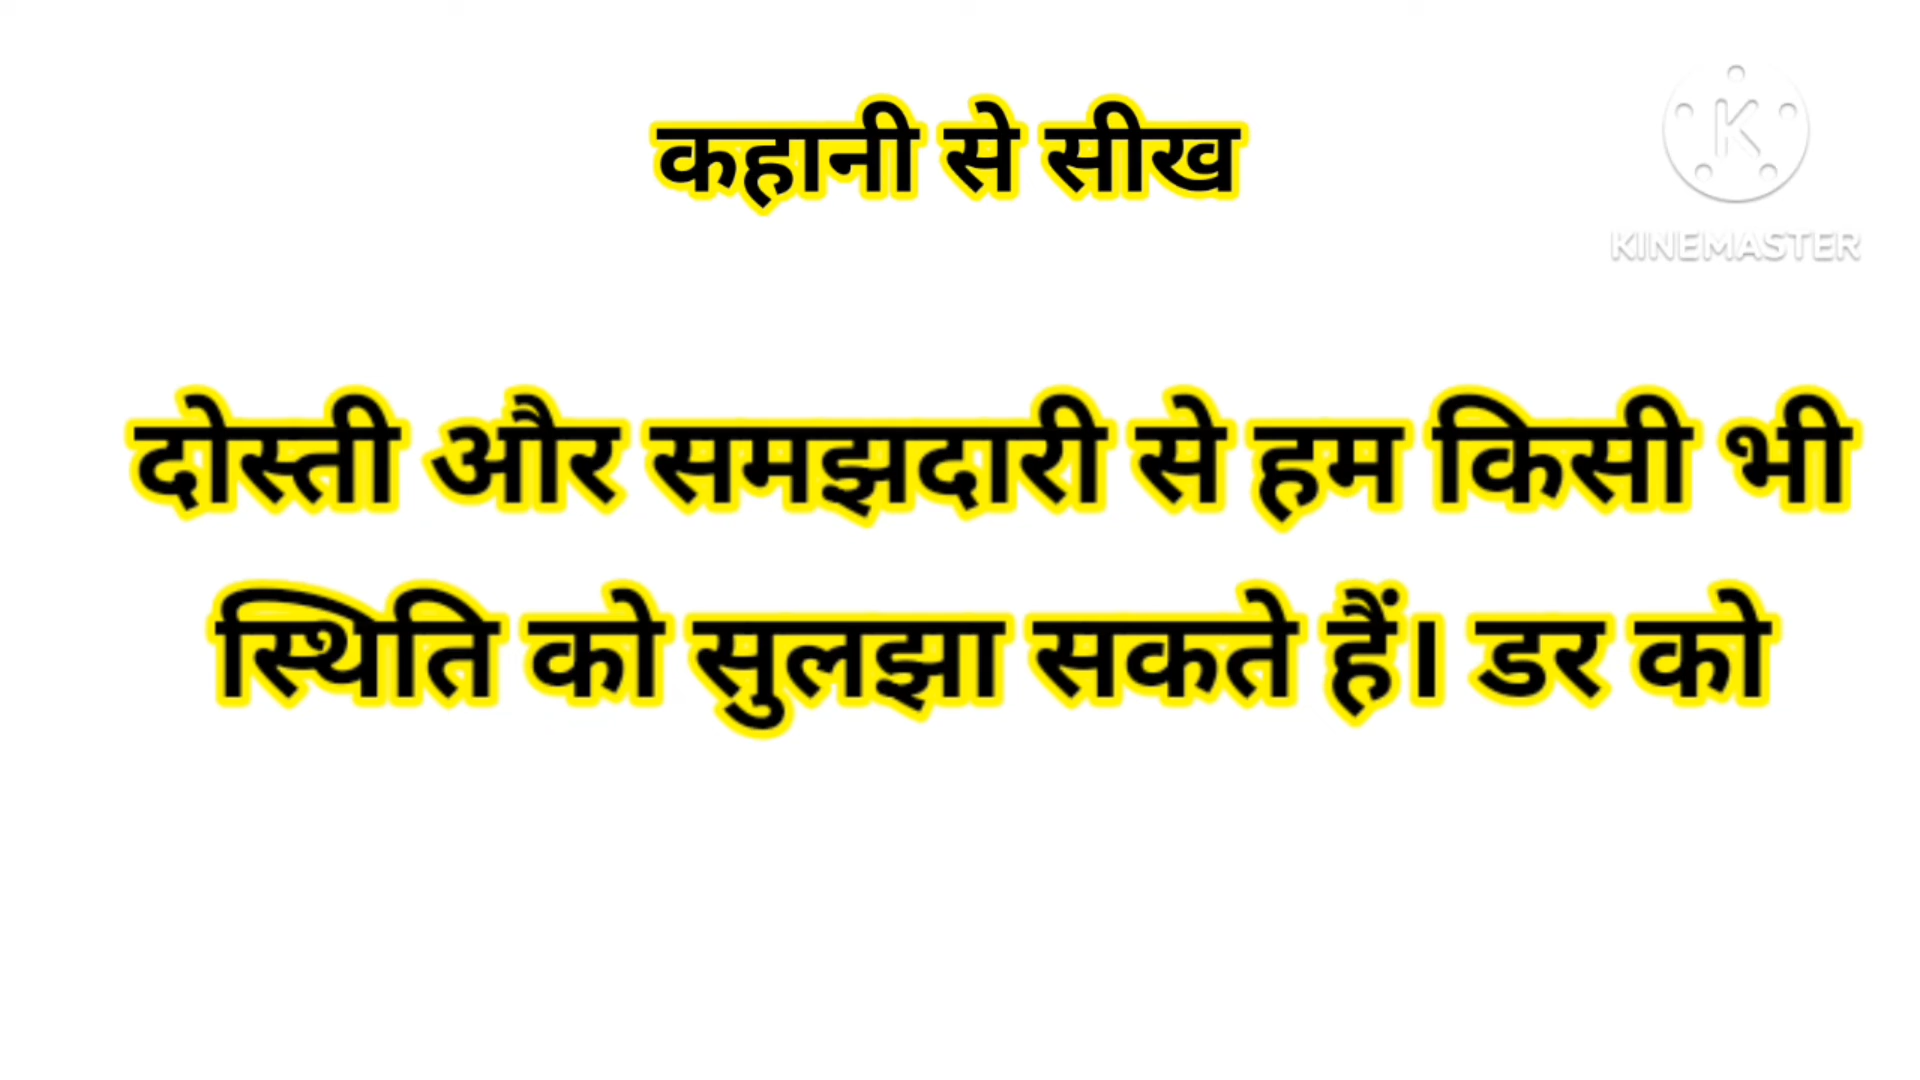 कहानी से सीख
KINEMASTER
दोस्ती और समझदारी से हम किसी भी
स्थिति को सुलझा सकते हैं। डर को